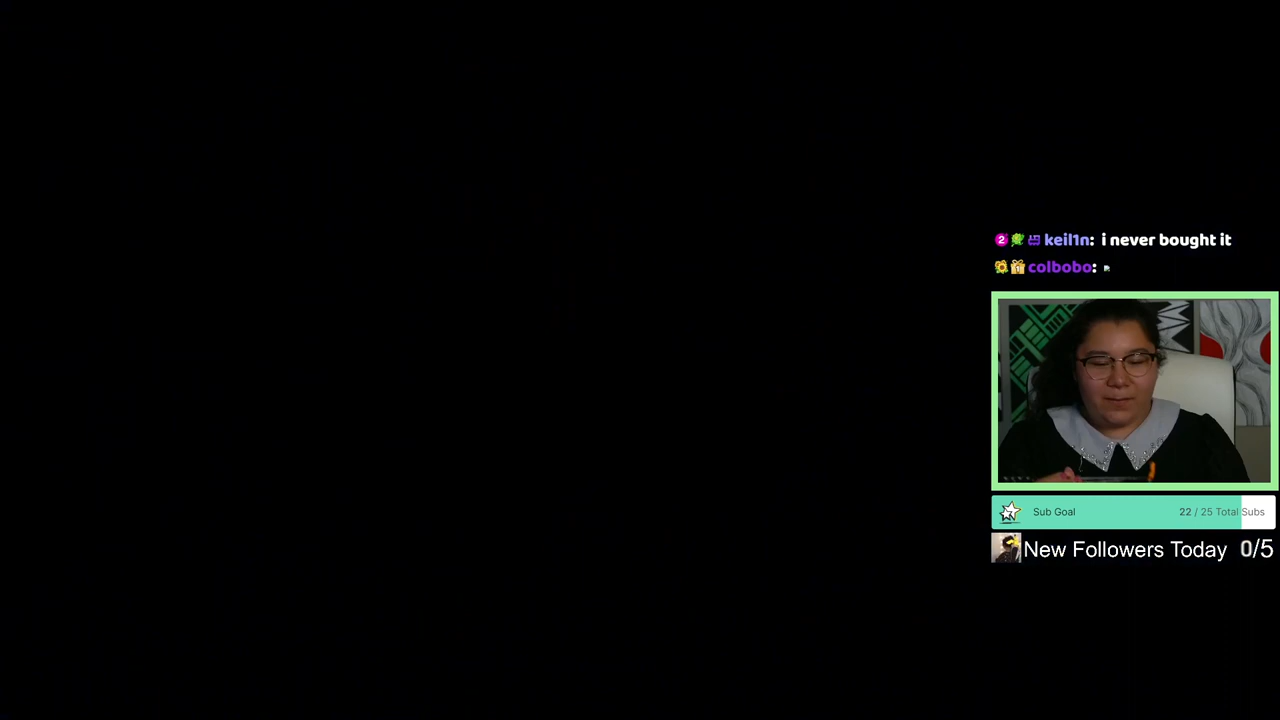 keil1n: i never bought it
colbobo:
Sub Goal 22 / 25 Total Subs
New Followers Today 0/5